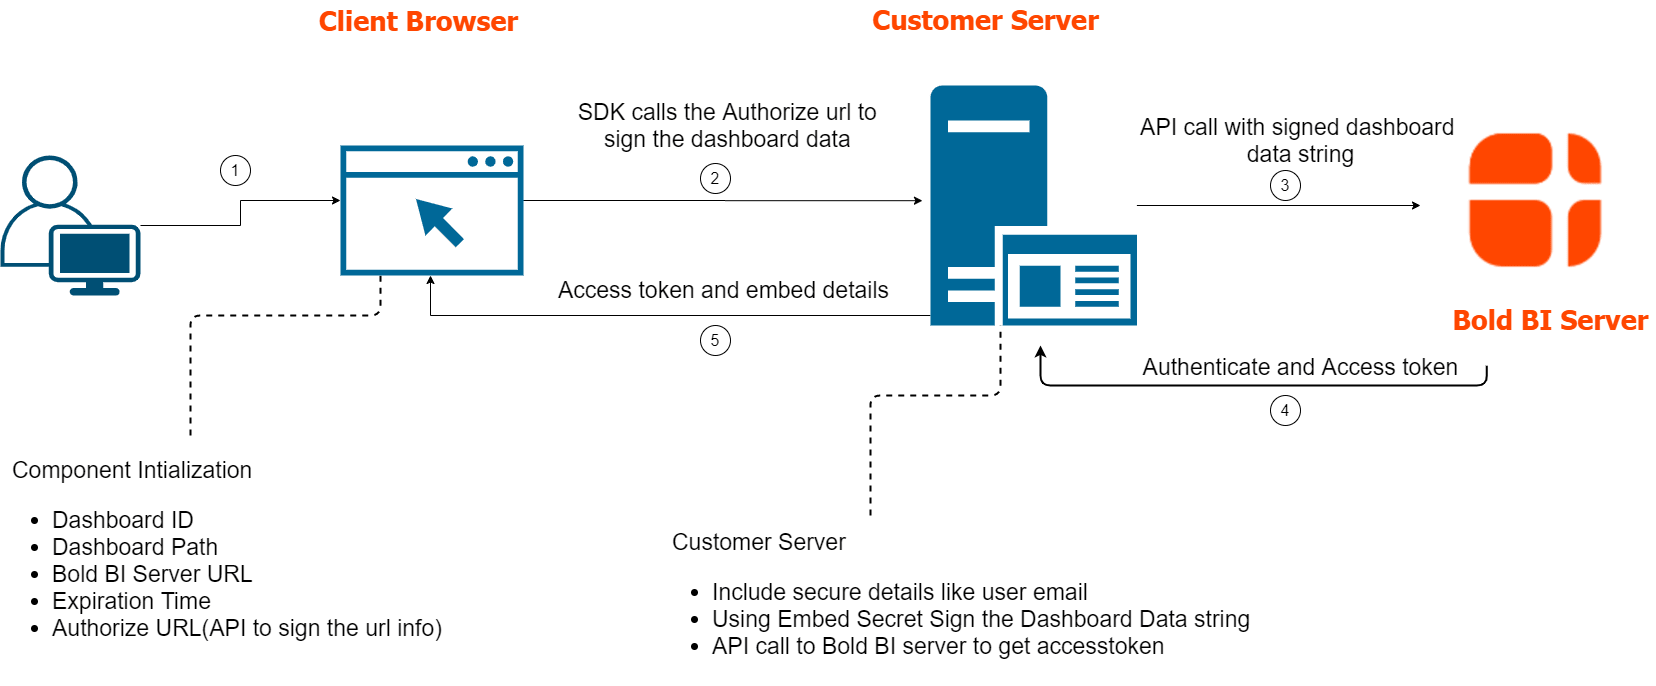 Client Browser
Customer Server
SDK calls the Authorize url to
sign the dashboard data
API call with signed dashboard
data string
1
2
3
Access token and embed details
5
Bold BI Server
Authenticate and Access token
4
Component Intialization
• Dashboard ID
• Dashboard Path
• Bold BI Server URL
• Expiration Time
• Authorize URL(API to sign the url info)
Customer Server
• Include secure details like user email
• Using Embed Secret Sign the Dashboard Data string
• API call to Bold BI server to get accesstoken